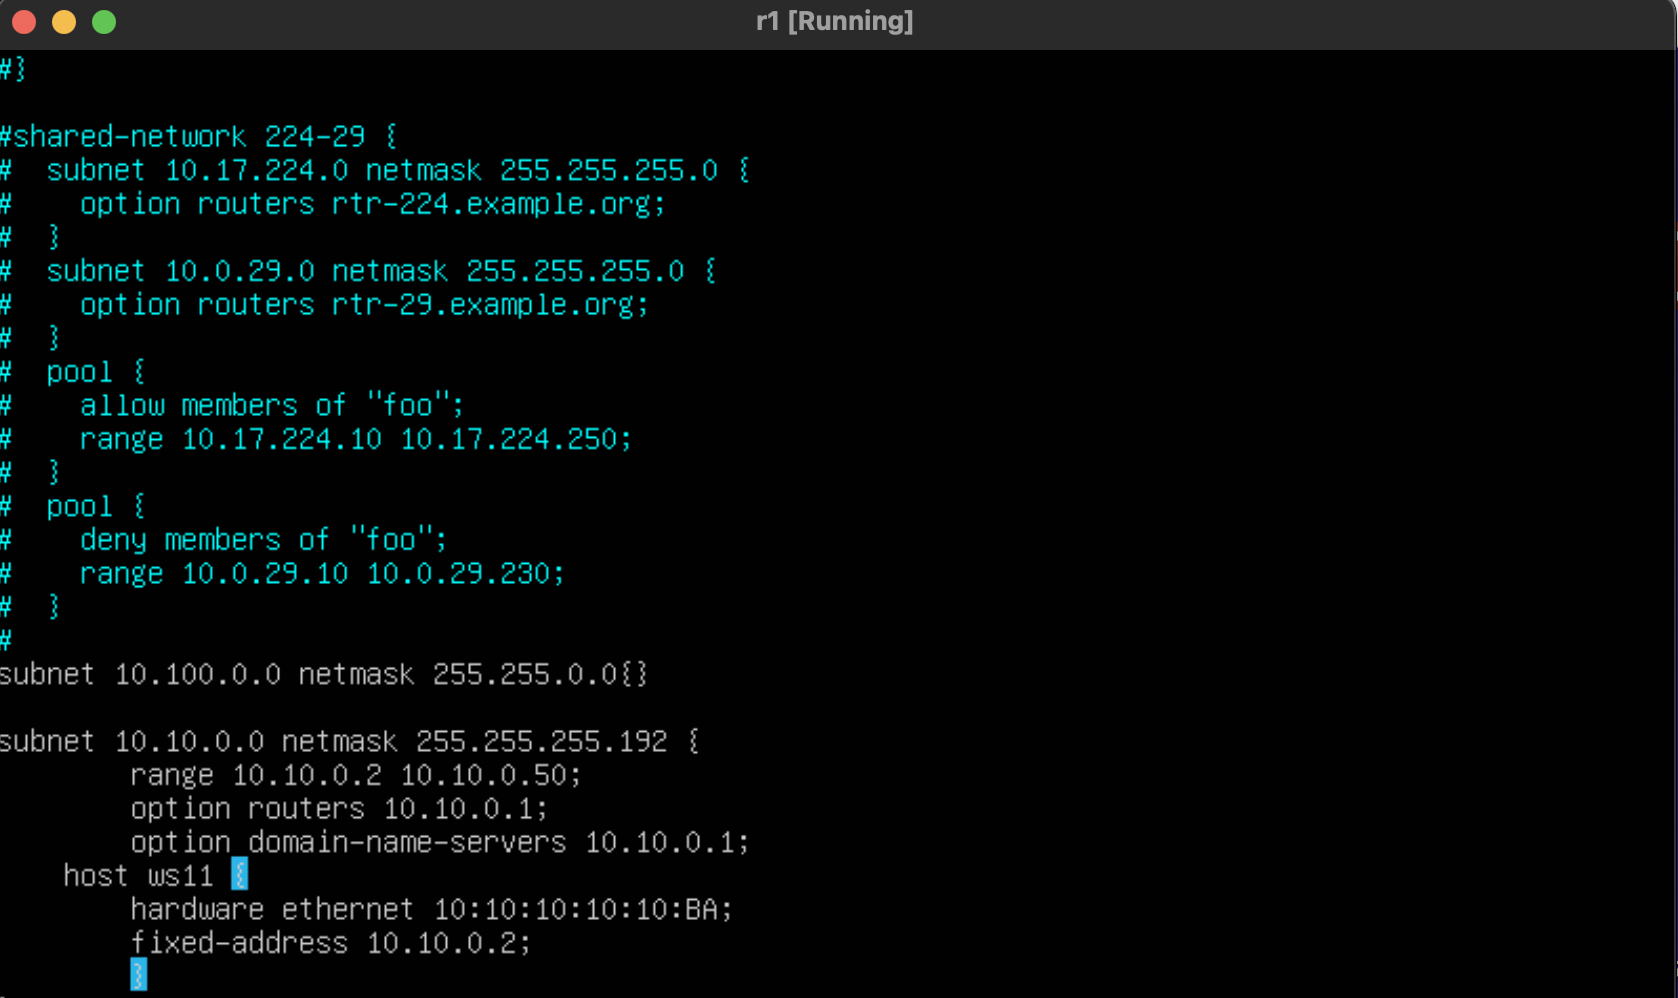 r1 [Running]
#}
#shared-network 224-29 {
#  subnet 10.17.224.0 netmask 255.255.255.0 {
#    option routers rtr-224.example.org;
#  }
#  subnet 10.0.29.0 netmask 255.255.255.0 {
#    option routers rtr-29.example.org;
#  }
#  pool {
#    allow members of "foo";
#    range 10.17.224.10 10.17.224.250;
#  }
#  pool {
#    deny members of "foo";
#    range 10.0.29.10 10.0.29.230;
#  }
#
subnet 10.100.0.0 netmask 255.255.0.0{}
subnet 10.10.0.0 netmask 255.255.255.192 {
        range 10.10.0.2 10.10.0.50;
        option routers 10.10.0.1;
        option domain-name-servers 10.10.0.1;
    host ws11 {
        hardware ethernet 10:10:10:10:10:BA;
        fixed-address 10.10.0.2;
        }